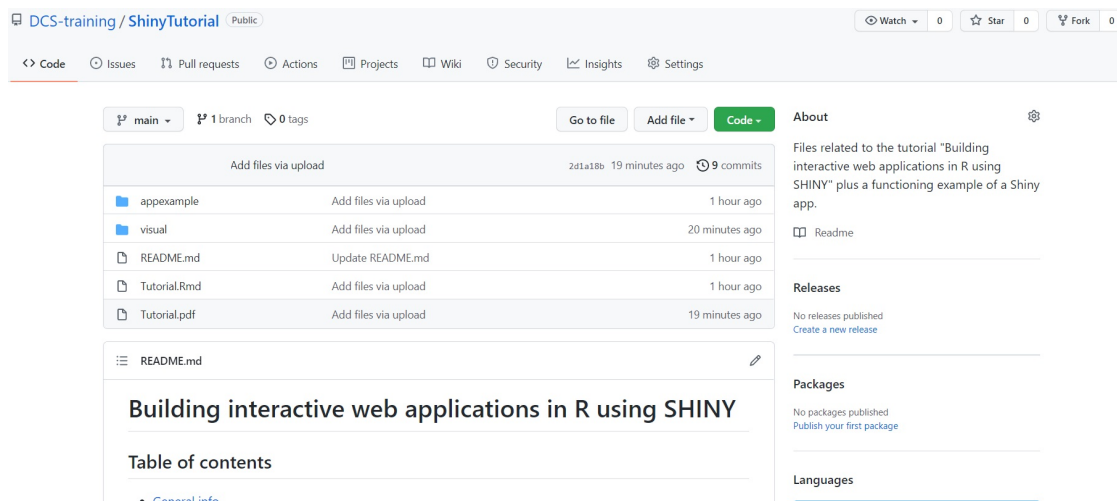 DCS-training / ShinyTutorial Public
Watch 0 Star 0 Fork 0
Code Issues Pull requests Actions Projects Wiki Security Insights Settings
main 1 branch 0 tags Go to file Add file Code
Add files via upload 2d1a18b 19 minutes ago 9 commits
appexample Add files via upload 1 hour ago
visual Add files via upload 20 minutes ago
README.md Update README.md 1 hour ago
Tutorial.Rmd Add files via upload 1 hour ago
Tutorial.pdf Add files via upload 19 minutes ago
README.md
Building interactive web applications in R using SHINY
Table of contents
General info
About
Files related to the tutorial "Building
interactive web applications in R using
SHINY" plus a functioning example of a Shiny
app.
Readme
Releases
No releases published
Create a new release
Packages
No packages published
Publish your first package
Languages